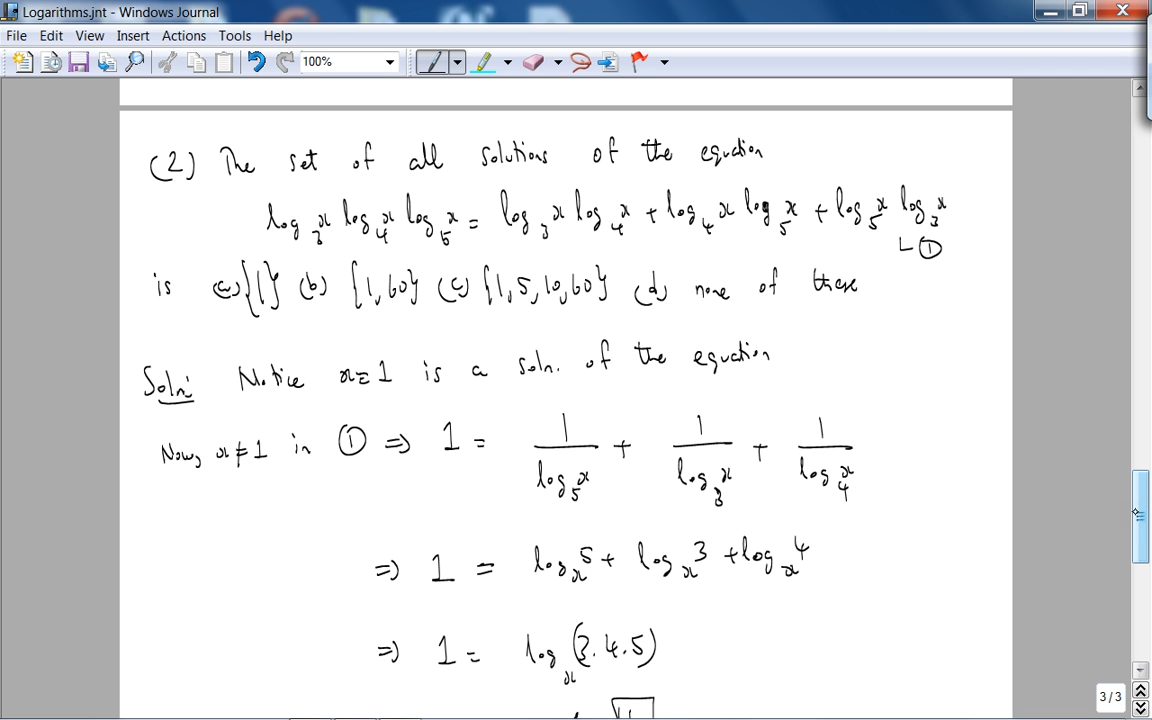 Logarithms.jnt - Windows Journal
File Edit View Insert Actions Tools Help
100%
(2) The set of all solutions of the equation
log₃x log₄x log₅x = log₃x log₄x + log₄x log₅x + log₅x log₃x
①
is (a) {1} (b) {1, 60} (c) {1, 5, 10, 60} (d) none of these
Soln: Notice x = 1 is a soln. of the equation
Now, x ≠ 1 in ① ⇒ 1 = 1/log₅x + 1/log₃x + 1/log₄x
⇒ 1 = logₓ5 + logₓ3 + logₓ4
⇒ 1 = logₓ(3.4.5)
3 / 3